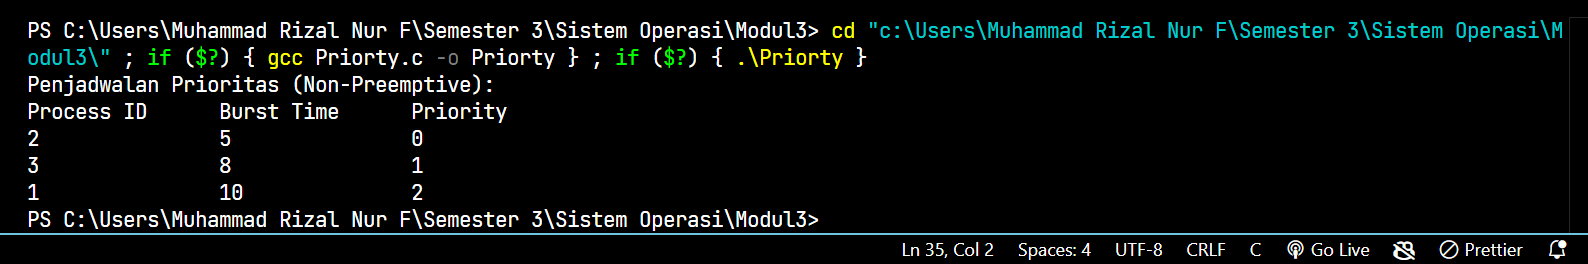 PS C:\Users\Muhammad Rizal Nur F\Semester 3\Sistem Operasi\Modul3> cd "c:\Users\Muhammad Rizal Nur F\Semester 3\Sistem Operasi\M
odul3\" ; if ($?) { gcc Priorty.c -o Priorty } ; if ($?) { .\Priorty }
Penjadwalan Prioritas (Non-Preemptive):
Process ID Burst Time Priority
2 5 0
3 8 1
1 10 2
PS C:\Users\Muhammad Rizal Nur F\Semester 3\Sistem Operasi\Modul3>
Ln 35, Col 2 Spaces: 4 UTF-8 CRLF C Go Live Prettier